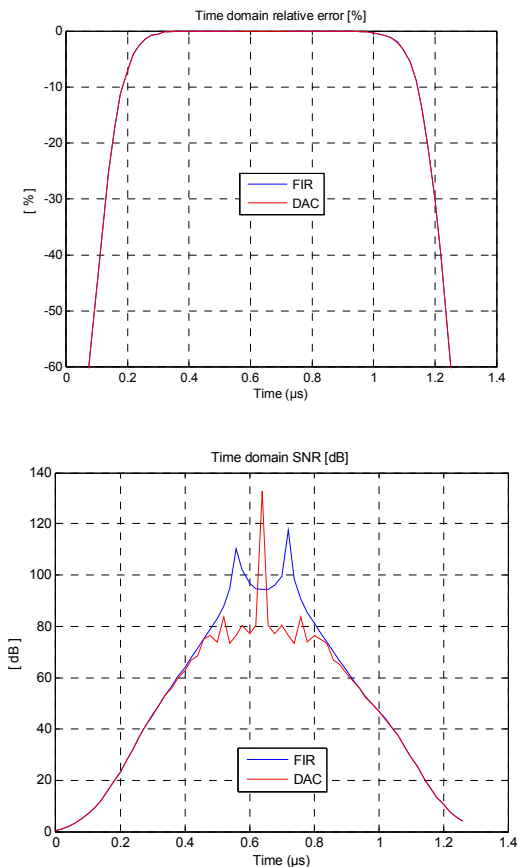 Time domain relative error [%]
0
-10
-20
-30
-40
-50
-60
[ %]
FIR
DAC
0 0.2 0.4 0.6 0.8 1 1.2 1.4
Time (µs)
Time domain SNR [dB]
140
120
100
80
60
40
20
0
[ dB]
FIR
DAC
0 0.2 0.4 0.6 0.8 1.0 1.2 1.4
Time (µs)